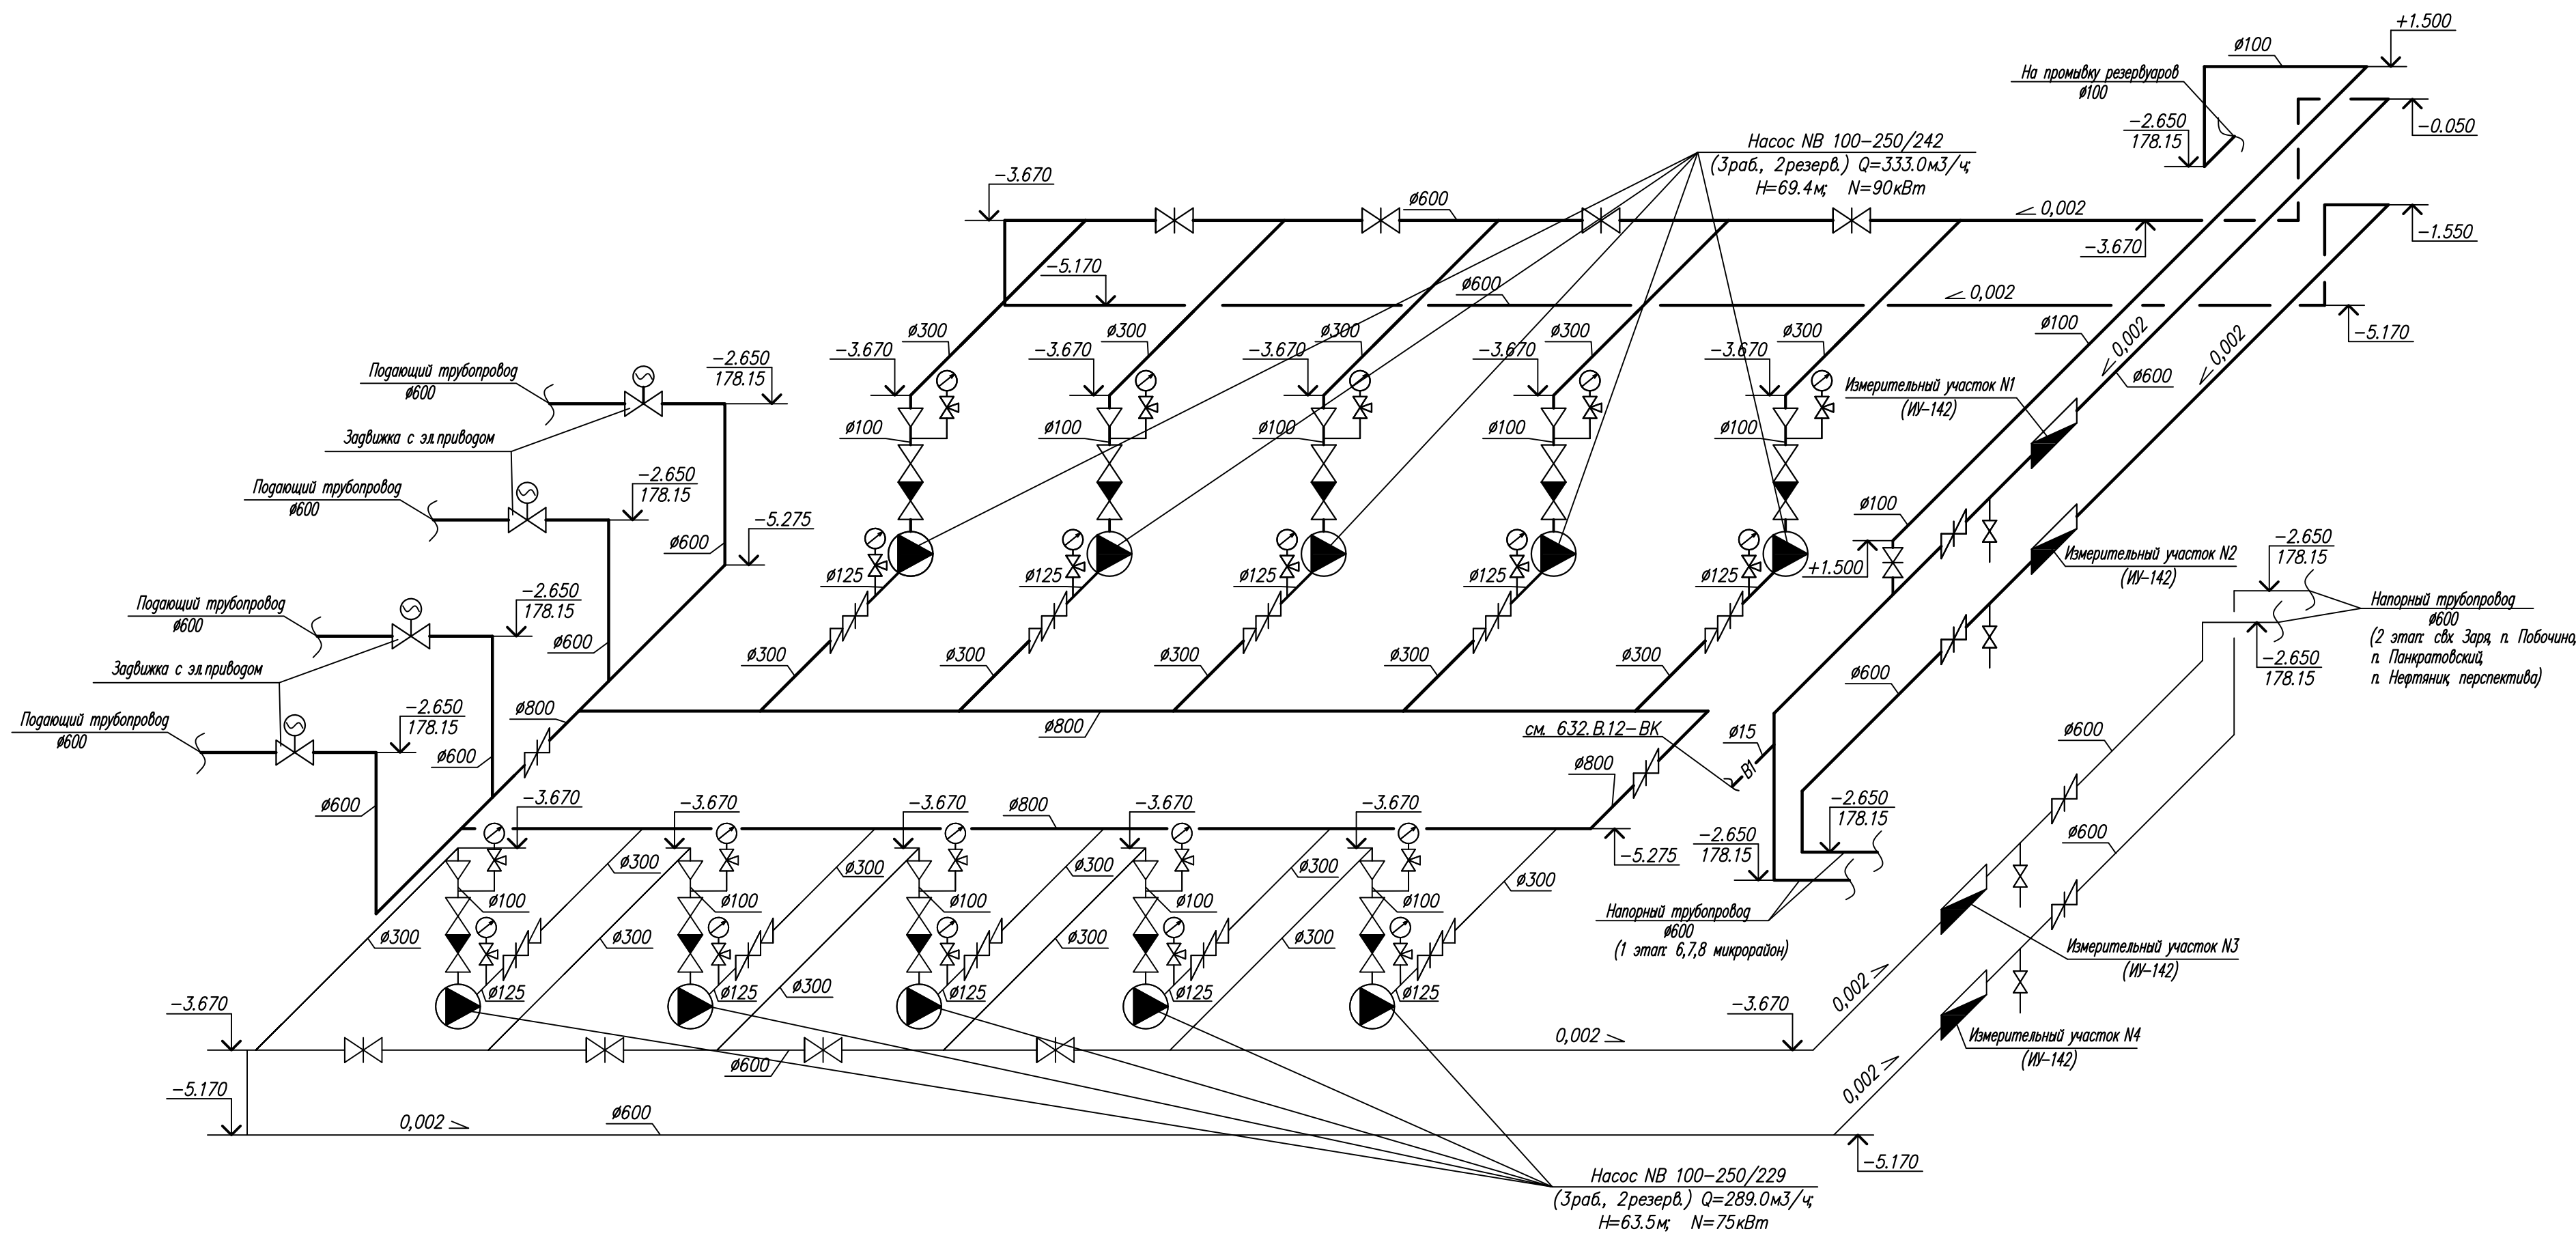 +1.500
ø100
На промывку резервуаров
ø100
-2.650
178.15
-0.050
Насос NB 100-250/242
(3раб., 2резерв.) Q=333.0м3/ч;
H=69.4м; N=90кВт
-3.670
ø600
0,002
-3.670
-1.550
-5.170
ø600
0,002
-5.170
ø300
ø300
ø300
ø300
ø300
ø100
0,002
0,002
-3.670
-3.670
-3.670
-3.670
-3.670
ø600
Подающий трубопровод
ø600
-2.650
178.15
Измерительный участок N1
(ИУ-142)
Задвижка с эл.приводом
ø100
ø100
ø100
ø100
ø100
Подающий трубопровод
ø600
-2.650
178.15
-5.275
ø600
ø100
ø125
ø125
ø125
ø125
ø125
+1.500
Измерительный участок N2
(ИУ-142)
-2.650
178.15
Подающий трубопровод
ø600
-2.650
178.15
ø600
Напорный трубопровод
ø600
(2 этап: свх. Заря, п. Побочино,
п. Панкратовский,
п. Нефтяник, перспектива)
-2.650
178.15
Задвижка с эл.приводом
ø300
ø300
ø300
ø300
ø300
ø600
Подающий трубопровод
ø600
-2.650
178.15
ø800
ø600
ø800
см. 632.В.12-ВК
ø15
В1
ø600
ø800
ø600
-3.670
-3.670
-3.670
-3.670
-3.670
ø800
-2.650
178.15
ø600
-2.650
178.15
-5.275
ø300
ø300
ø300
ø300
ø300
ø100
ø100
ø100
ø100
ø100
Напорный трубопровод
ø600
(1 этап: 6,7,8 микрорайон)
ø300
ø300
ø300
ø300
Измерительный участок N3
(ИУ-142)
ø125
ø125
ø300
ø125
ø125
ø125
0,002
-3.670
-3.670
0,002
Измерительный участок N4
(ИУ-142)
ø600
-5.170
0,002
ø600
0,002
-5.170
Насос NB 100-250/229
(3раб., 2резерв.) Q=289.0м3/ч;
H=63.5м; N=75кВт